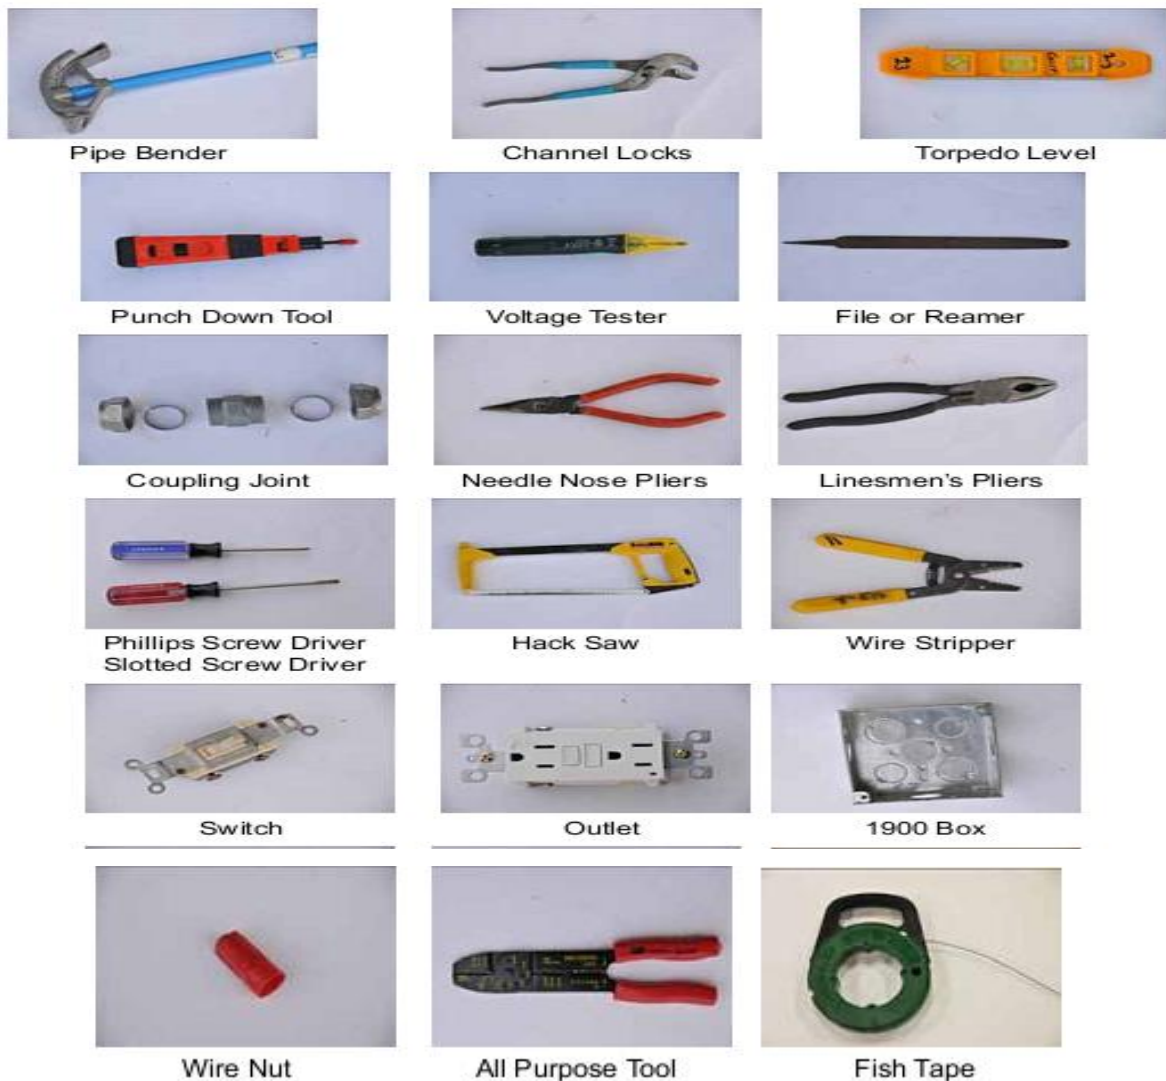 Pipe Bender
Channel Locks
Torpedo Level
Punch Down Tool
Voltage Tester
File or Reamer
Coupling Joint
Needle Nose Pliers
Linesmen's Pliers
Phillips Screw Driver
Slotted Screw Driver
Hack Saw
Wire Stripper
Switch
Outlet
1900 Box
Wire Nut
All Purpose Tool
Fish Tape